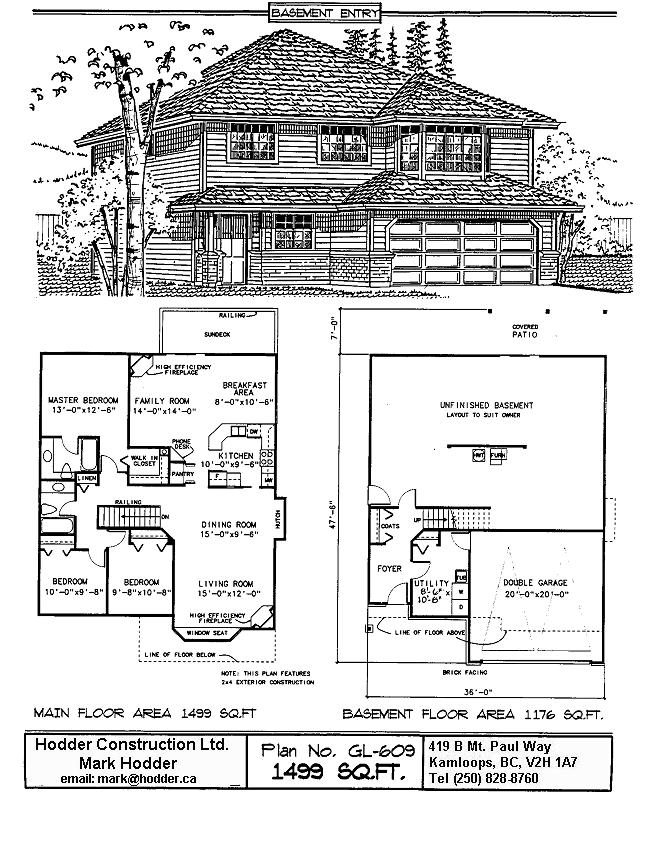 BASEMENT ENTRY
RAILING
SUNDECK
HIGH EFFICIENCY
FIREPLACE
MASTER BEDROOM
13'-0"x12'-6"
FAMILY ROOM
14'-0"x14'-0"
BREAKFAST
AREA
8'-0"x10'-6"
DW
PHONE
DESK
KITCHEN
10'-0"x9'-6"
WALK IN
CLOSET
PANTRY
F
LINEN
RAILING
DN
DINING ROOM
15'-0"x9'-6"
HUTCH
BEDROOM
10'-0"x9'-8"
BEDROOM
9'-8"x10'-8"
LIVING ROOM
15'-0"x12'-0"
HIGH EFFICIENCY
FIREPLACE
WINDOW SEAT
LINE OF FLOOR BELOW
NOTE: THIS PLAN FEATURES
2x4 EXTERIOR CONSTRUCTION
MAIN FLOOR AREA 1499 SQ.FT
7'-0"
COVERED
PATIO
UNFINISHED BASEMENT
LAYOUT TO SUIT OWNER
HWT
FURN
47'-6"
COATS
UP
FOYER
UTILITY
8'-6"x
10'-8"
TUB
W
D
DOUBLE GARAGE
20'-0"x20'-0"
LINE OF FLOOR ABOVE
BRICK FACING
36'-0"
BASEMENT FLOOR AREA 1176 SQ.FT.
Hodder Construction Ltd.
Mark Hodder
email: mark@hodder.ca
Plan No. GL-609
1499 SQ.FT.
419 B Mt. Paul Way
Kamloops, BC, V2H 1A7
Tel (250) 828-8760